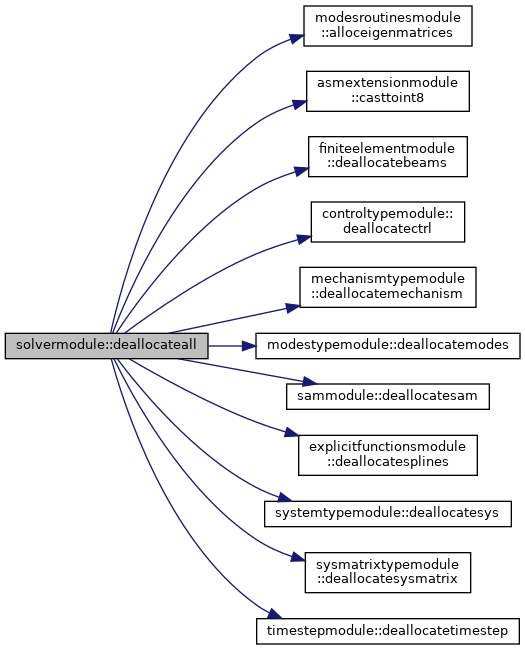 modesroutinesmodule
::alloceigenmatrices
asmextensionmodule
::casttoint8
finiteelementmodule
::deallocatebeams
controltypemodule::
deallocatectrl
mechanismtypemodule
::deallocatemechanism
solvermodule::deallocateall
modestypemodule::deallocatemodes
sammodule::deallocatesam
explicitfunctionsmodule
::deallocatesplines
systemtypemodule::deallocatesys
sysmatrixtypemodule
::deallocatesysmatrix
timestepmodule::deallocatetimestep